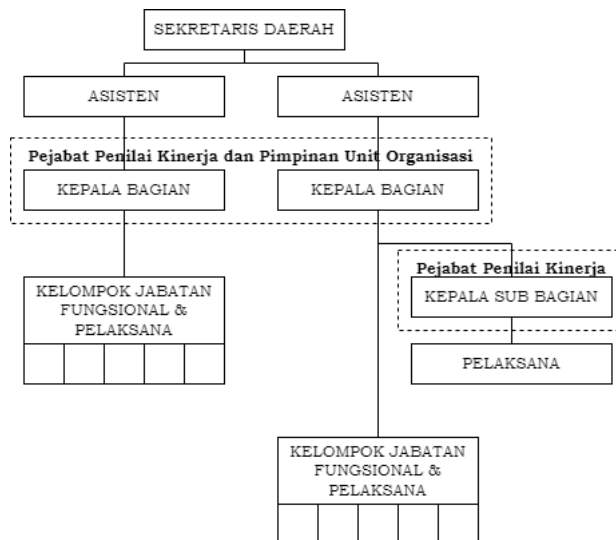 SEKRETARIS DAERAH
ASISTEN
ASISTEN
Pejabat Penilai Kinerja dan Pimpinan Unit Organisasi
KEPALA BAGIAN
KEPALA BAGIAN
Pejabat Penilai Kinerja
KELOMPOK JABATAN
FUNGSIONAL &
PELAKSANA
KEPALA SUB BAGIAN
PELAKSANA
KELOMPOK JABATAN
FUNGSIONAL &
PELAKSANA